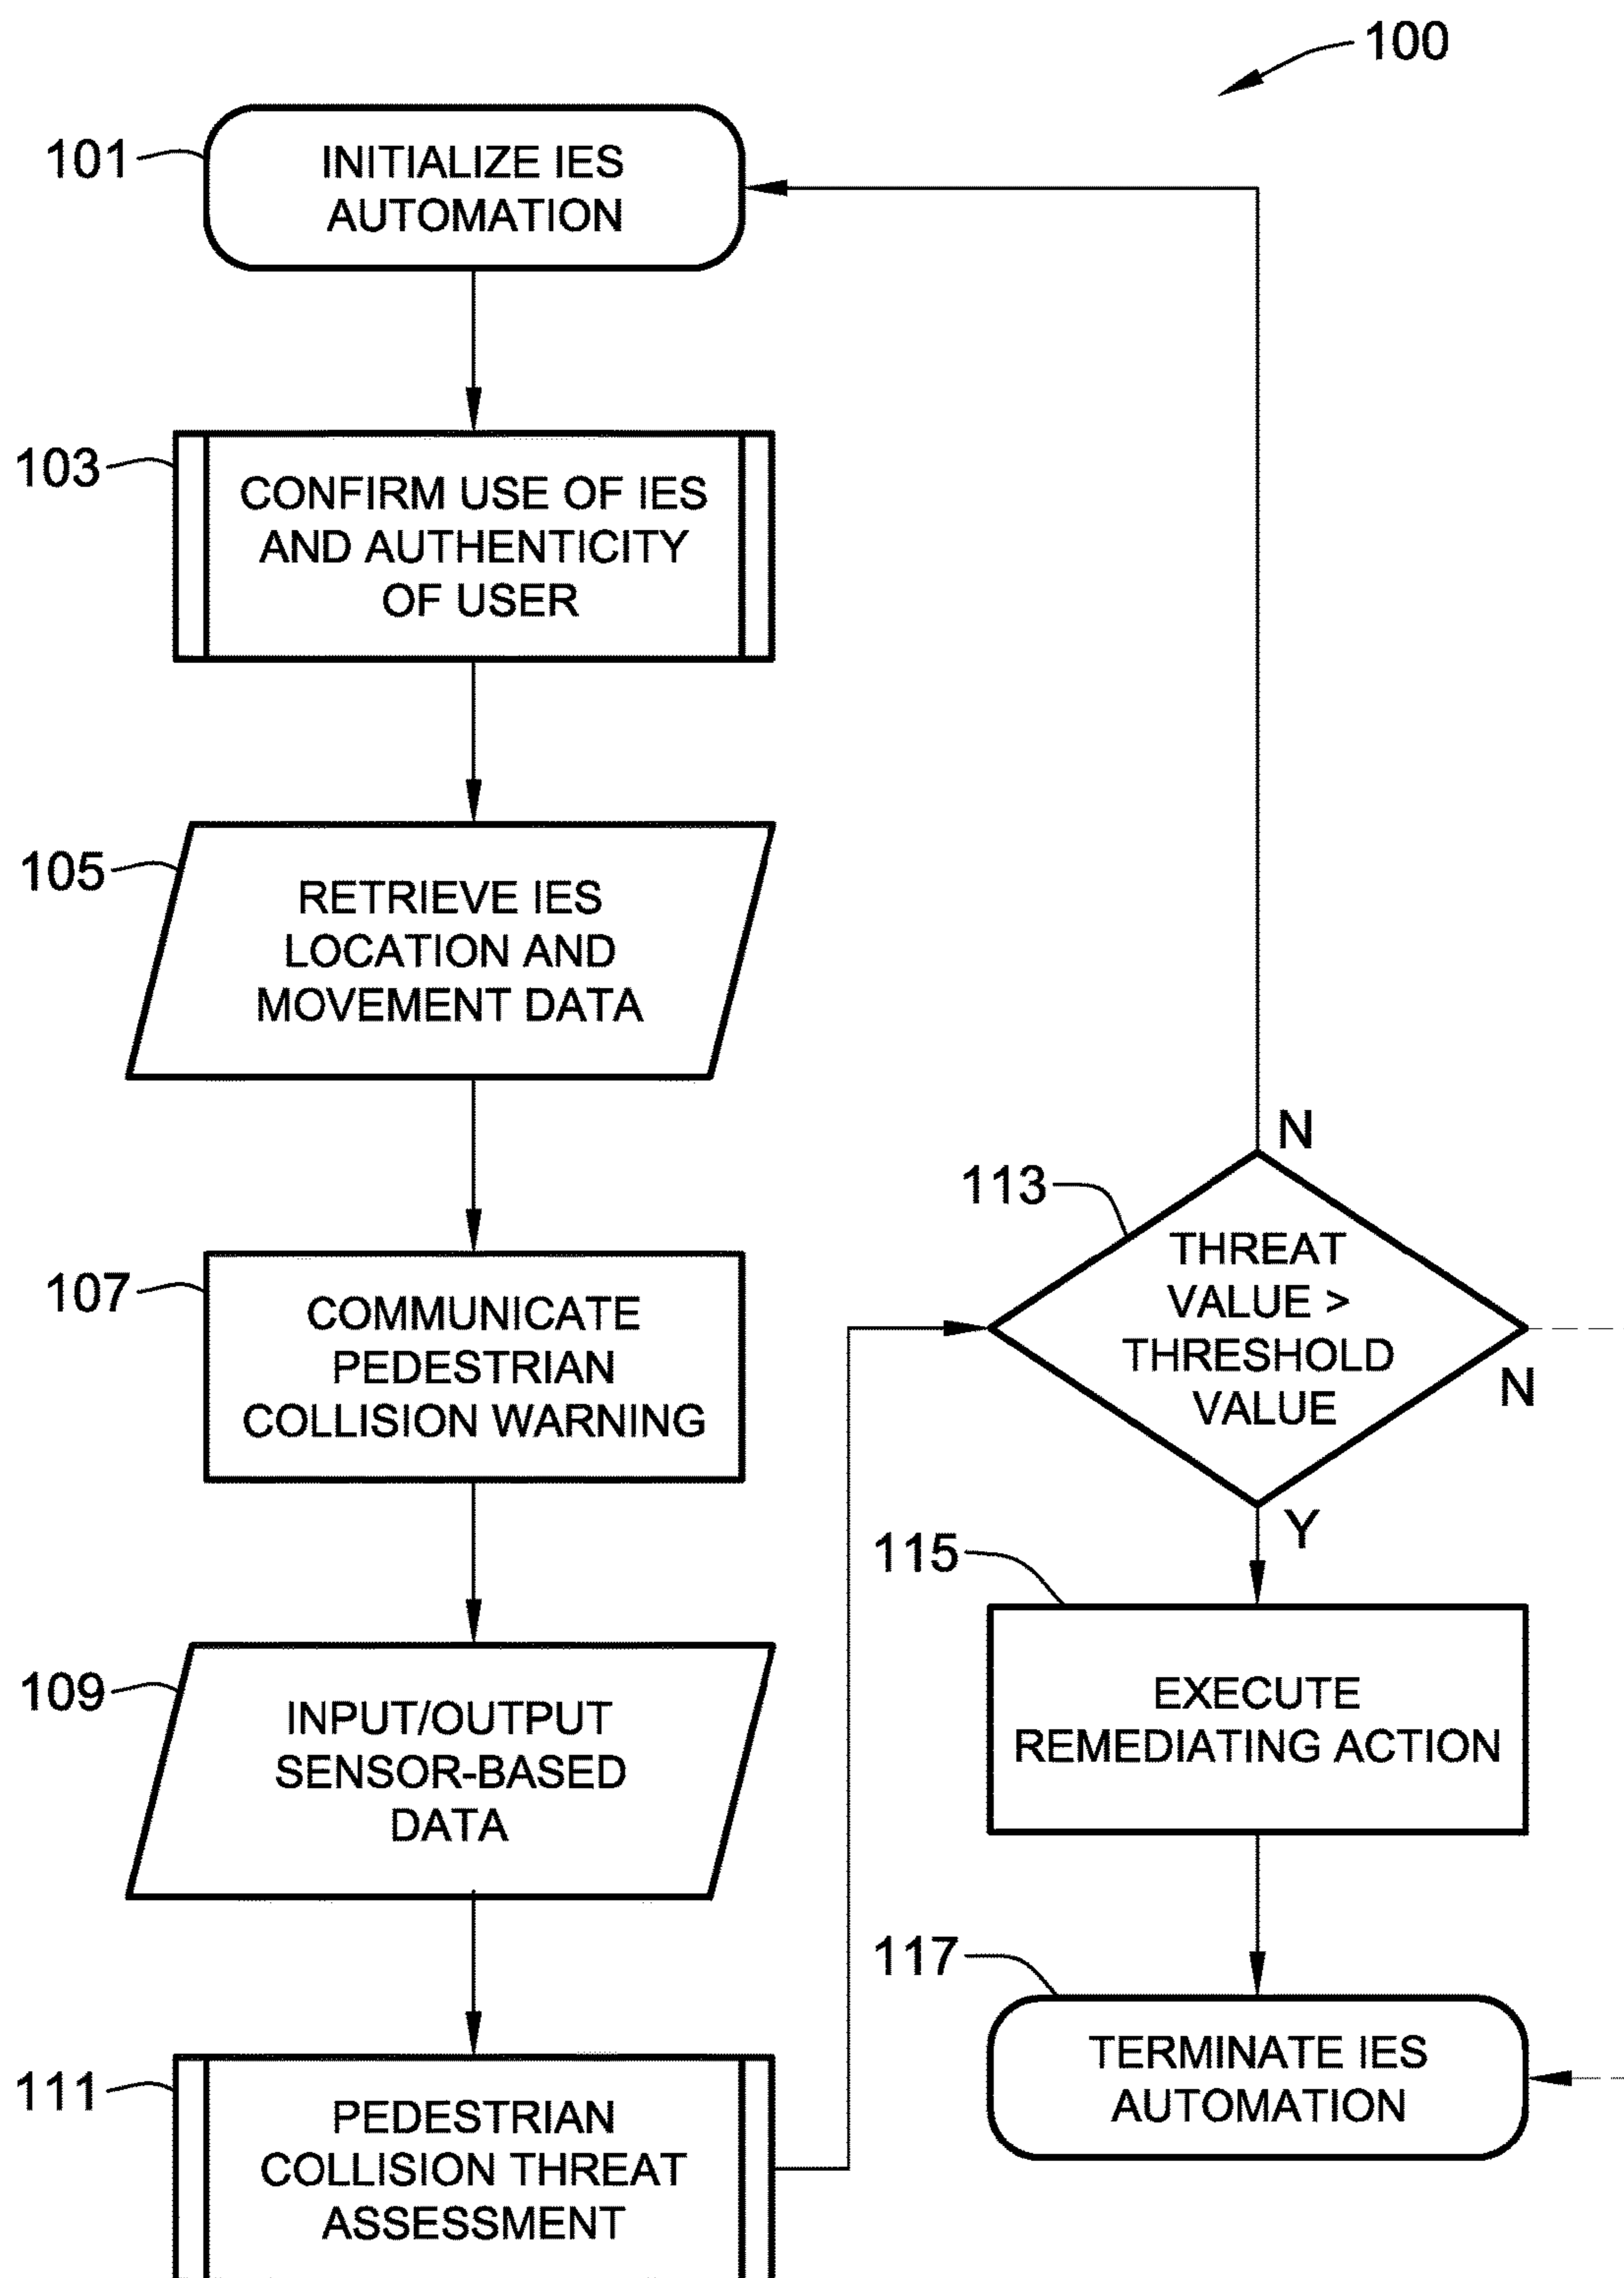 100
101
INITIALIZE IES
AUTOMATION
103
CONFIRM USE OF IES
AND AUTHENTICITY
OF USER
105
RETRIEVE IES
LOCATION AND
MOVEMENT DATA
107
COMMUNICATE
PEDESTRIAN
COLLISION WARNING
109
INPUT/OUTPUT
SENSOR-BASED
DATA
111
PEDESTRIAN
COLLISION THREAT
ASSESSMENT
N
113
THREAT
VALUE >
THRESHOLD
VALUE
N
Y
115
EXECUTE
REMEDIATING ACTION
117
TERMINATE IES
AUTOMATION